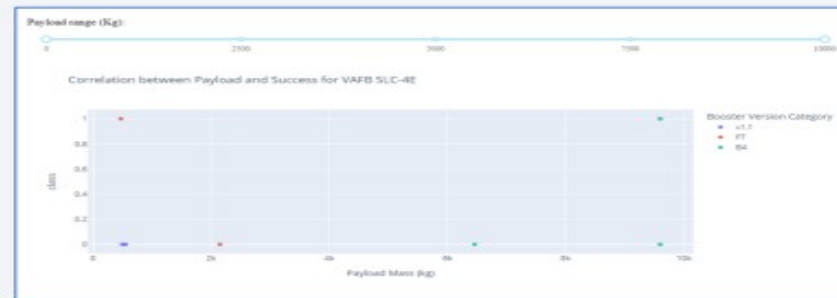 Payload range (Kg):
0 2500 5000 7500 10000
Correlation between Payload and Success for VAFB SLC-4E
Booster Version Category
1
v1.1
FT
B4
0.8
0.6
class
0.4
0.2
0
0 2k 4k 6k 8k 10k
Payload Mass (kg)